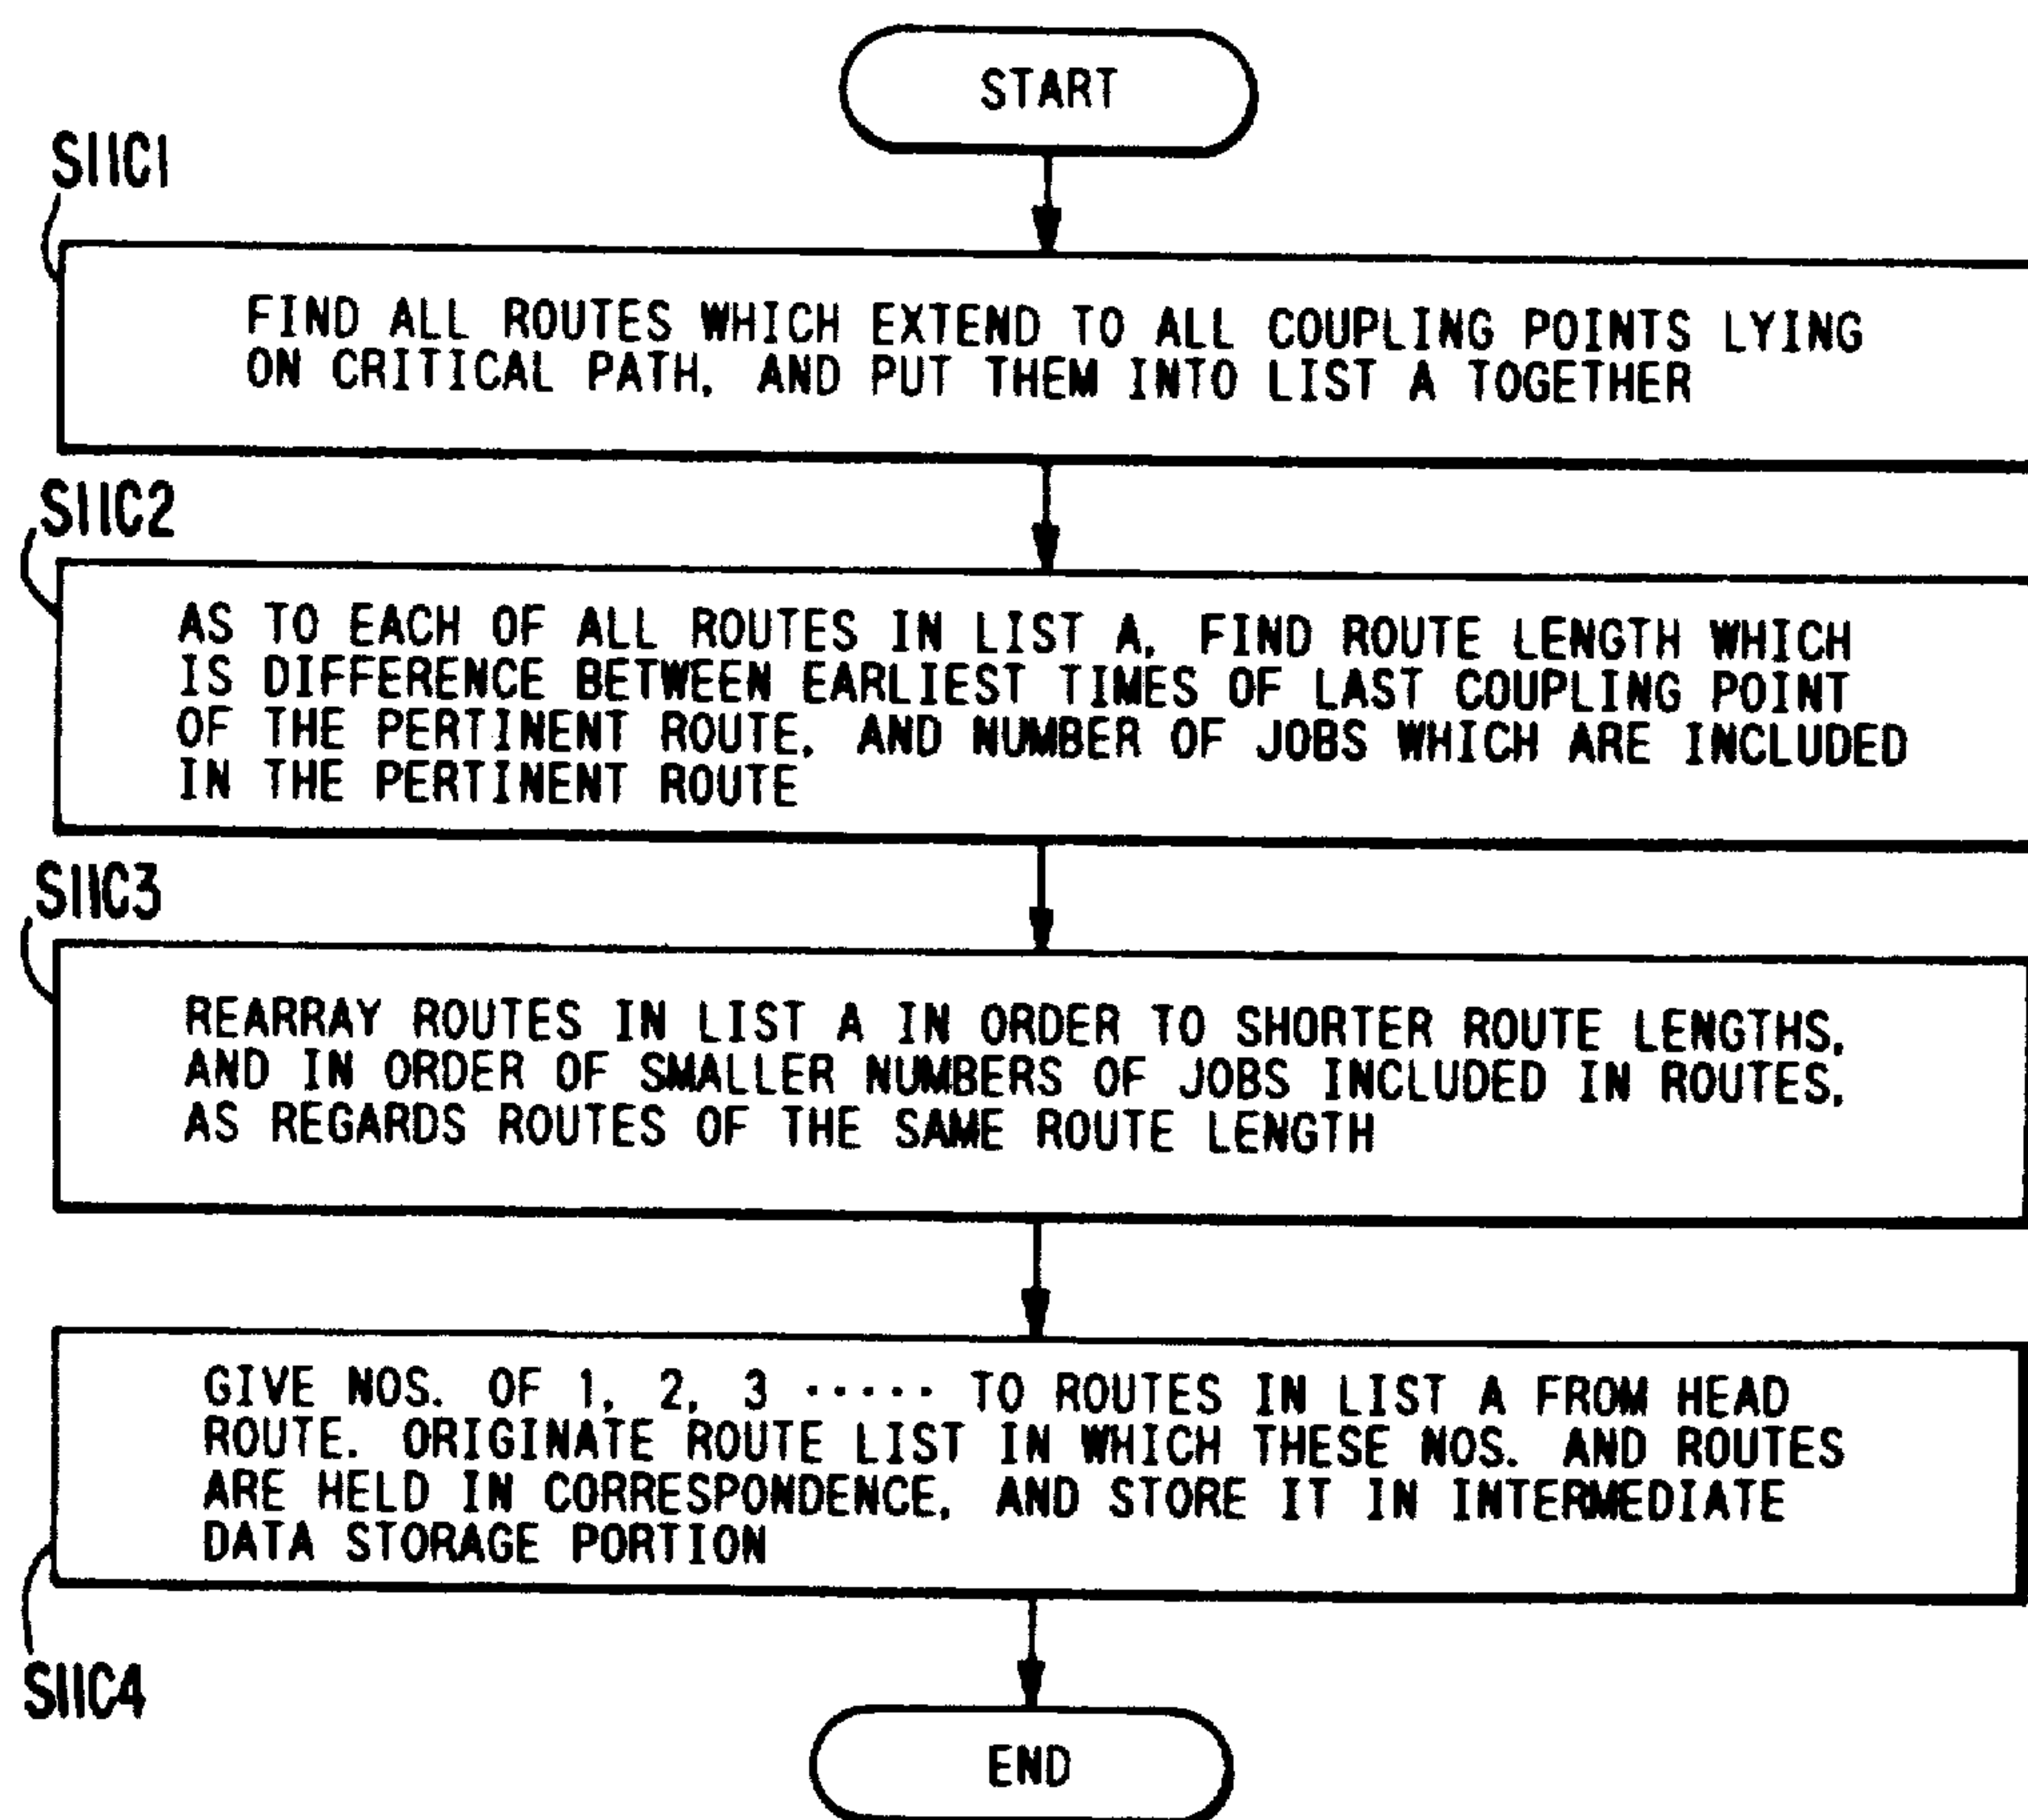 START
S11C1
FIND ALL ROUTES WHICH EXTEND TO ALL COUPLING POINTS LYING
ON CRITICAL PATH, AND PUT THEM INTO LIST A TOGETHER
S11C2
AS TO EACH OF ALL ROUTES IN LIST A, FIND ROUTE LENGTH WHICH
IS DIFFERENCE BETWEEN EARLIEST TIMES OF LAST COUPLING POINT
OF THE PERTINENT ROUTE, AND NUMBER OF JOBS WHICH ARE INCLUDED
IN THE PERTINENT ROUTE
S11C3
REARRAY ROUTES IN LIST A IN ORDER TO SHORTER ROUTE LENGTHS,
AND IN ORDER OF SMALLER NUMBERS OF JOBS INCLUDED IN ROUTES,
AS REGARDS ROUTES OF THE SAME ROUTE LENGTH
GIVE NOS. OF 1, 2, 3 ····· TO ROUTES IN LIST A FROM HEAD
ROUTE. ORIGINATE ROUTE LIST IN WHICH THESE NOS. AND ROUTES
ARE HELD IN CORRESPONDENCE, AND STORE IT IN INTERMEDIATE
DATA STORAGE PORTION
S11C4
END